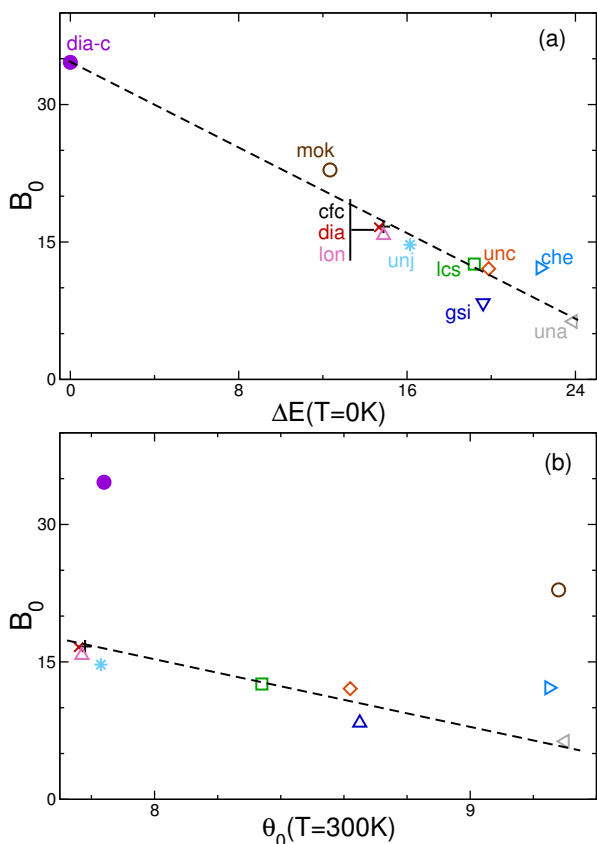 (a)
dia-c
mok
cfc
dia
lon
unj
lcs
unc
che
gsi
una
30
15
0
B0
0 8 16 24
ΔE(T=0K)
(b)
30
15
0
B0
8 9
θ0(T=300K)